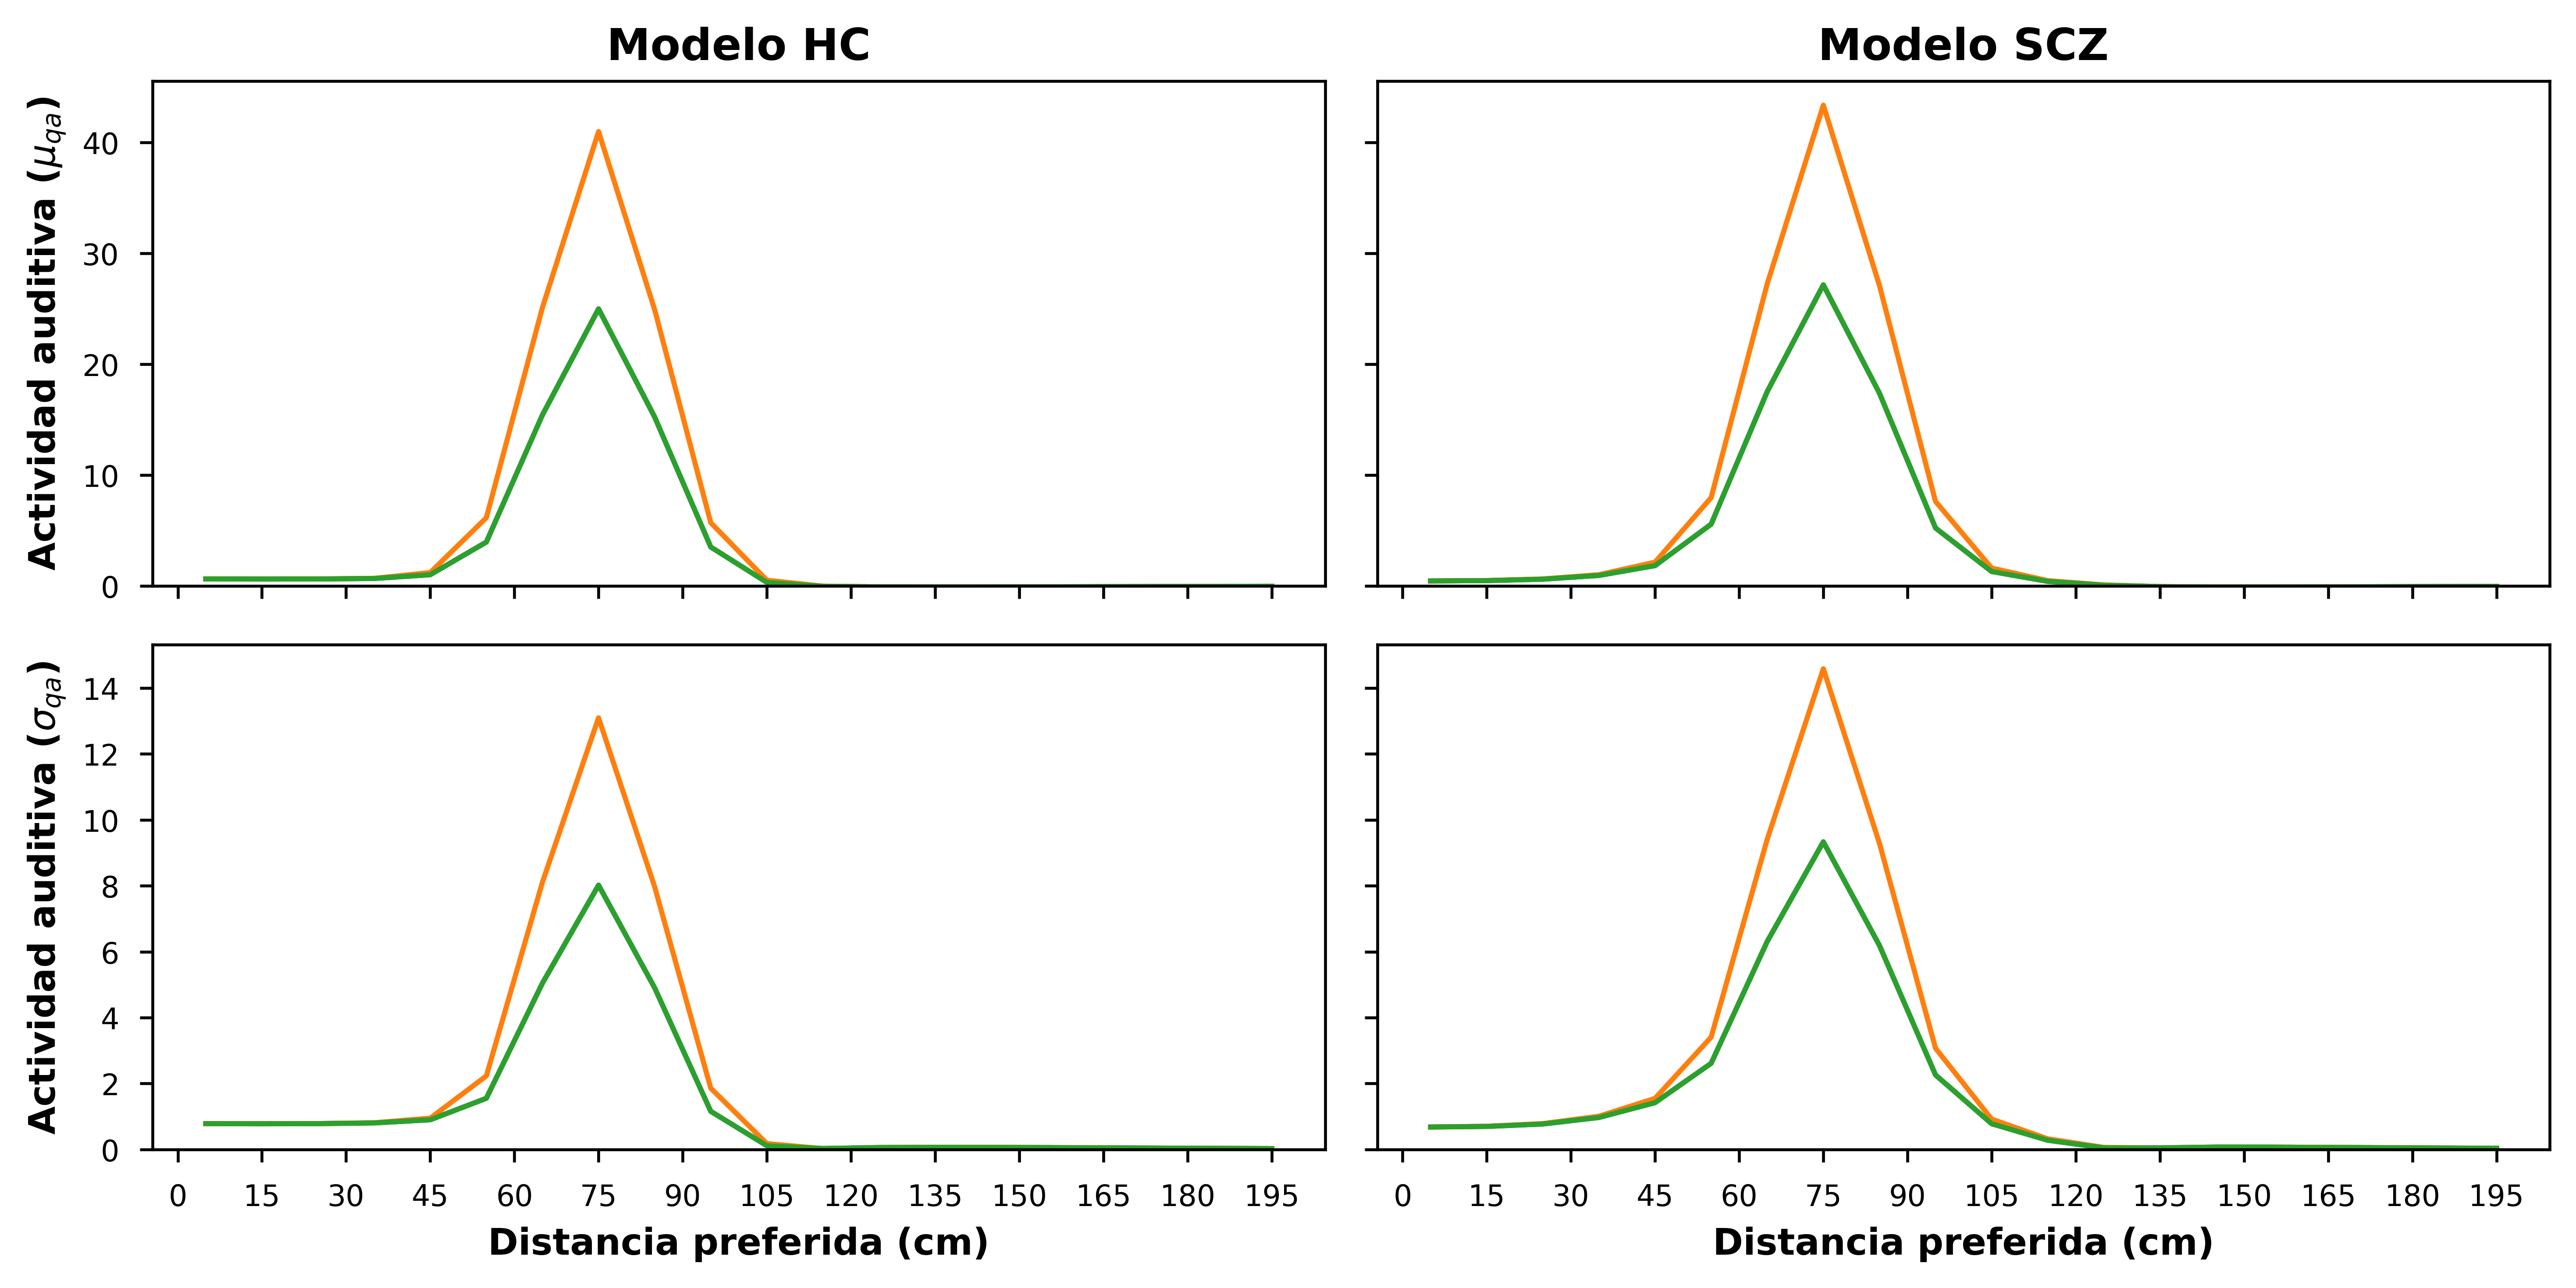 Modelo HC
Modelo SCZ
Actividad auditiva (μqa)
40
30
20
10
0
Actividad auditiva (σqa)
14
12
10
8
6
4
2
0
0 15 30 45 60 75 90 105 120 135 150 165 180 195
0 15 30 45 60 75 90 105 120 135 150 165 180 195
Distancia preferida (cm)
Distancia preferida (cm)